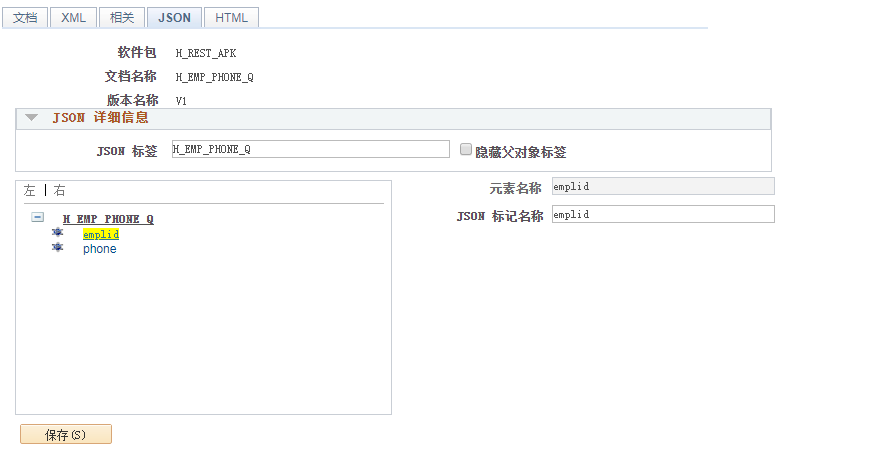 文档 XML 相关 JSON HTML
软件包 H_REST_APK
文档名称 H_EMP_PHONE_Q
版本名称 V1
JSON 详细信息
JSON 标签 H_EMP_PHONE_Q 隐藏父对象标签
左 | 右
H_EMP_PHONE_Q
emplid
phone
元素名称 emplid
JSON 标记名称 emplid
保存(S)